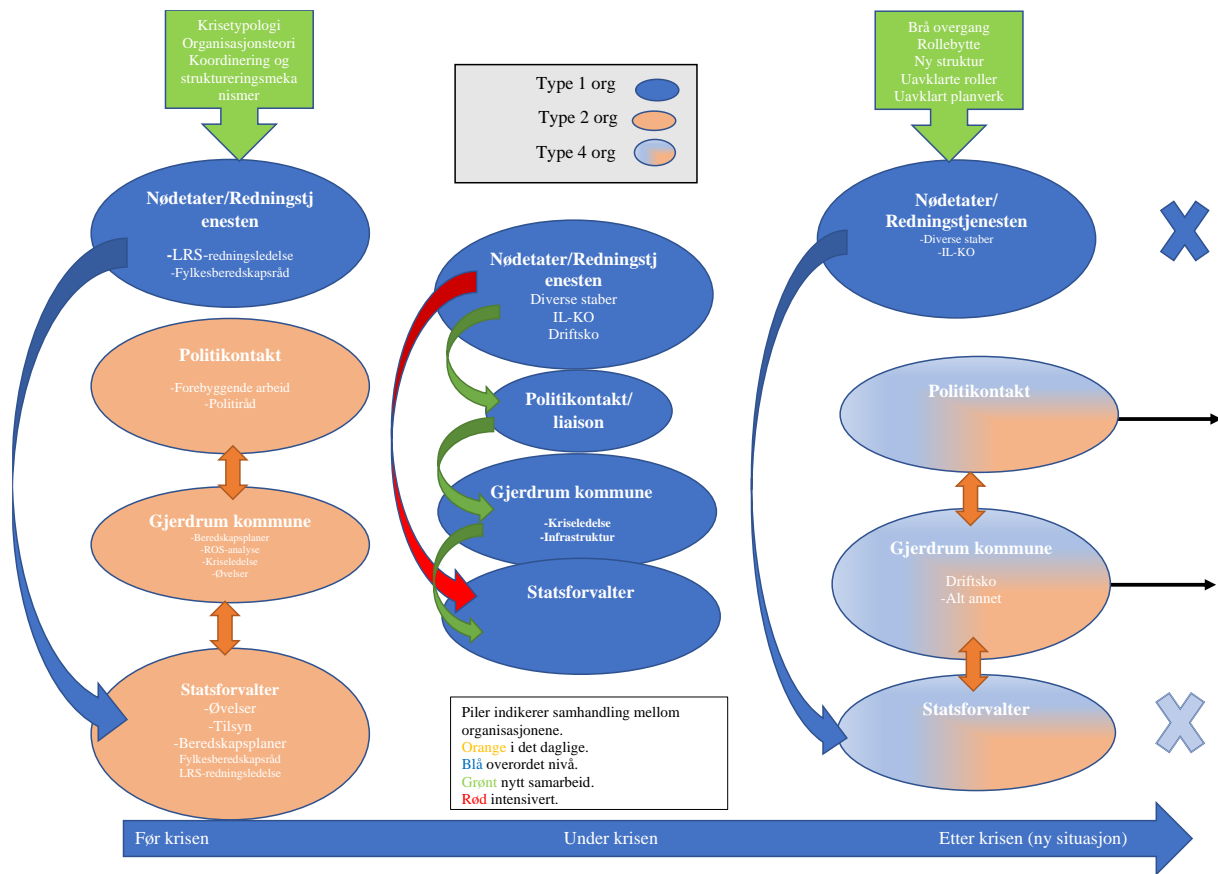 Krisetypologi
Organisasjonsteori
Koordinering og
struktureringsmeka
nismer
Nødetater/Redningstj
enesten
-LRS-redningsledelse
-Fylkesberedskapsråd
Politikontakt
-Forebyggende arbeid
-Politiråd
Gjerdrum kommune
-Beredskapsplaner
-ROS-analyse
-Kriseledelse
-Øvelser
Statsforvalter
-Øvelser
-Tilsyn
-Beredskapsplaner
Fylkesberedskapsråd
LRS-redningsledelse
Type 1 org
Type 2 org
Type 4 org
Nødetater/Redningstj
enesten
Diverse staber
IL-KO
Driftsko
Politikontakt/
liaison
Gjerdrum kommune
-Kriseledelse
-Infrastruktur
Statsforvalter
Piler indikerer samhandling mellom
organisasjonene.
Orange i det daglige.
Blå overordet nivå.
Grønt nytt samarbeid.
Rød intensivert.
Brå overgang
Rollebytte
Ny struktur
Uavklarte roller
Uavklart planverk
Nødetater/
Redningstjenesten
-Diverse staber
-IL-KO
Politikontakt
Gjerdrum kommune
Driftsko
-Alt annet
Statsforvalter
Før krisen
Under krisen
Etter krisen (ny situasjon)